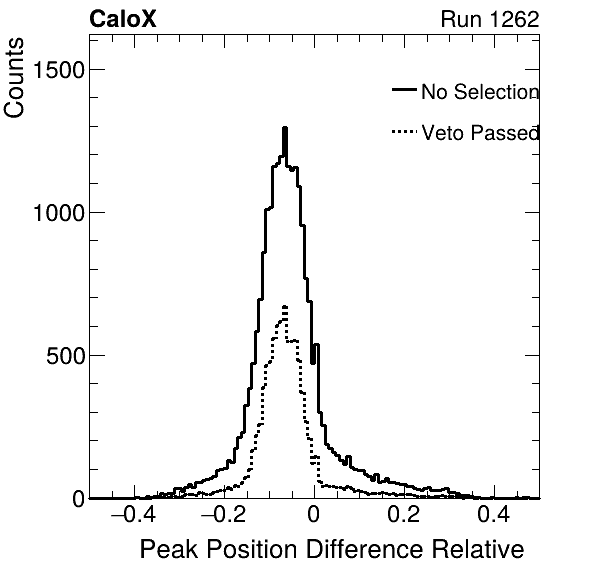 CaloX Run 1262
Counts
1500
1000
500
0
No Selection
Veto Passed
−0.4 −0.2 0 0.2 0.4
Peak Position Difference Relative